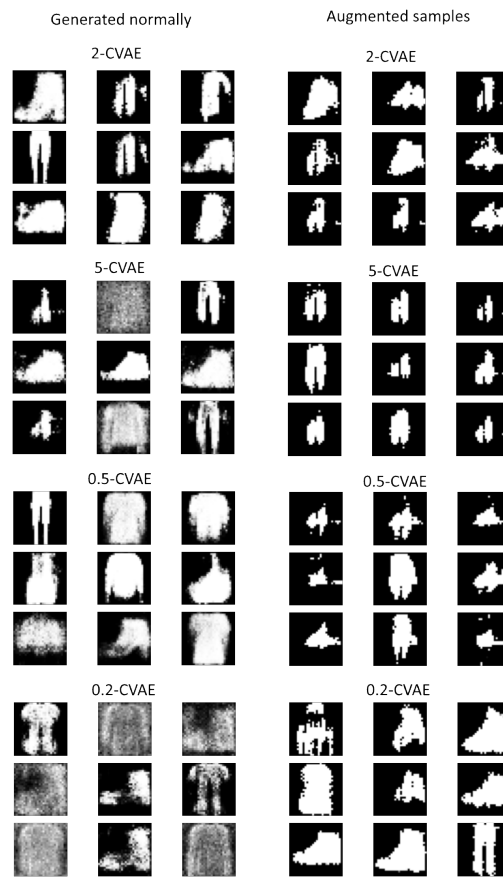 Generated normally
Augmented samples
2-CVAE
2-CVAE
5-CVAE
5-CVAE
0.5-CVAE
0.5-CVAE
0.2-CVAE
0.2-CVAE